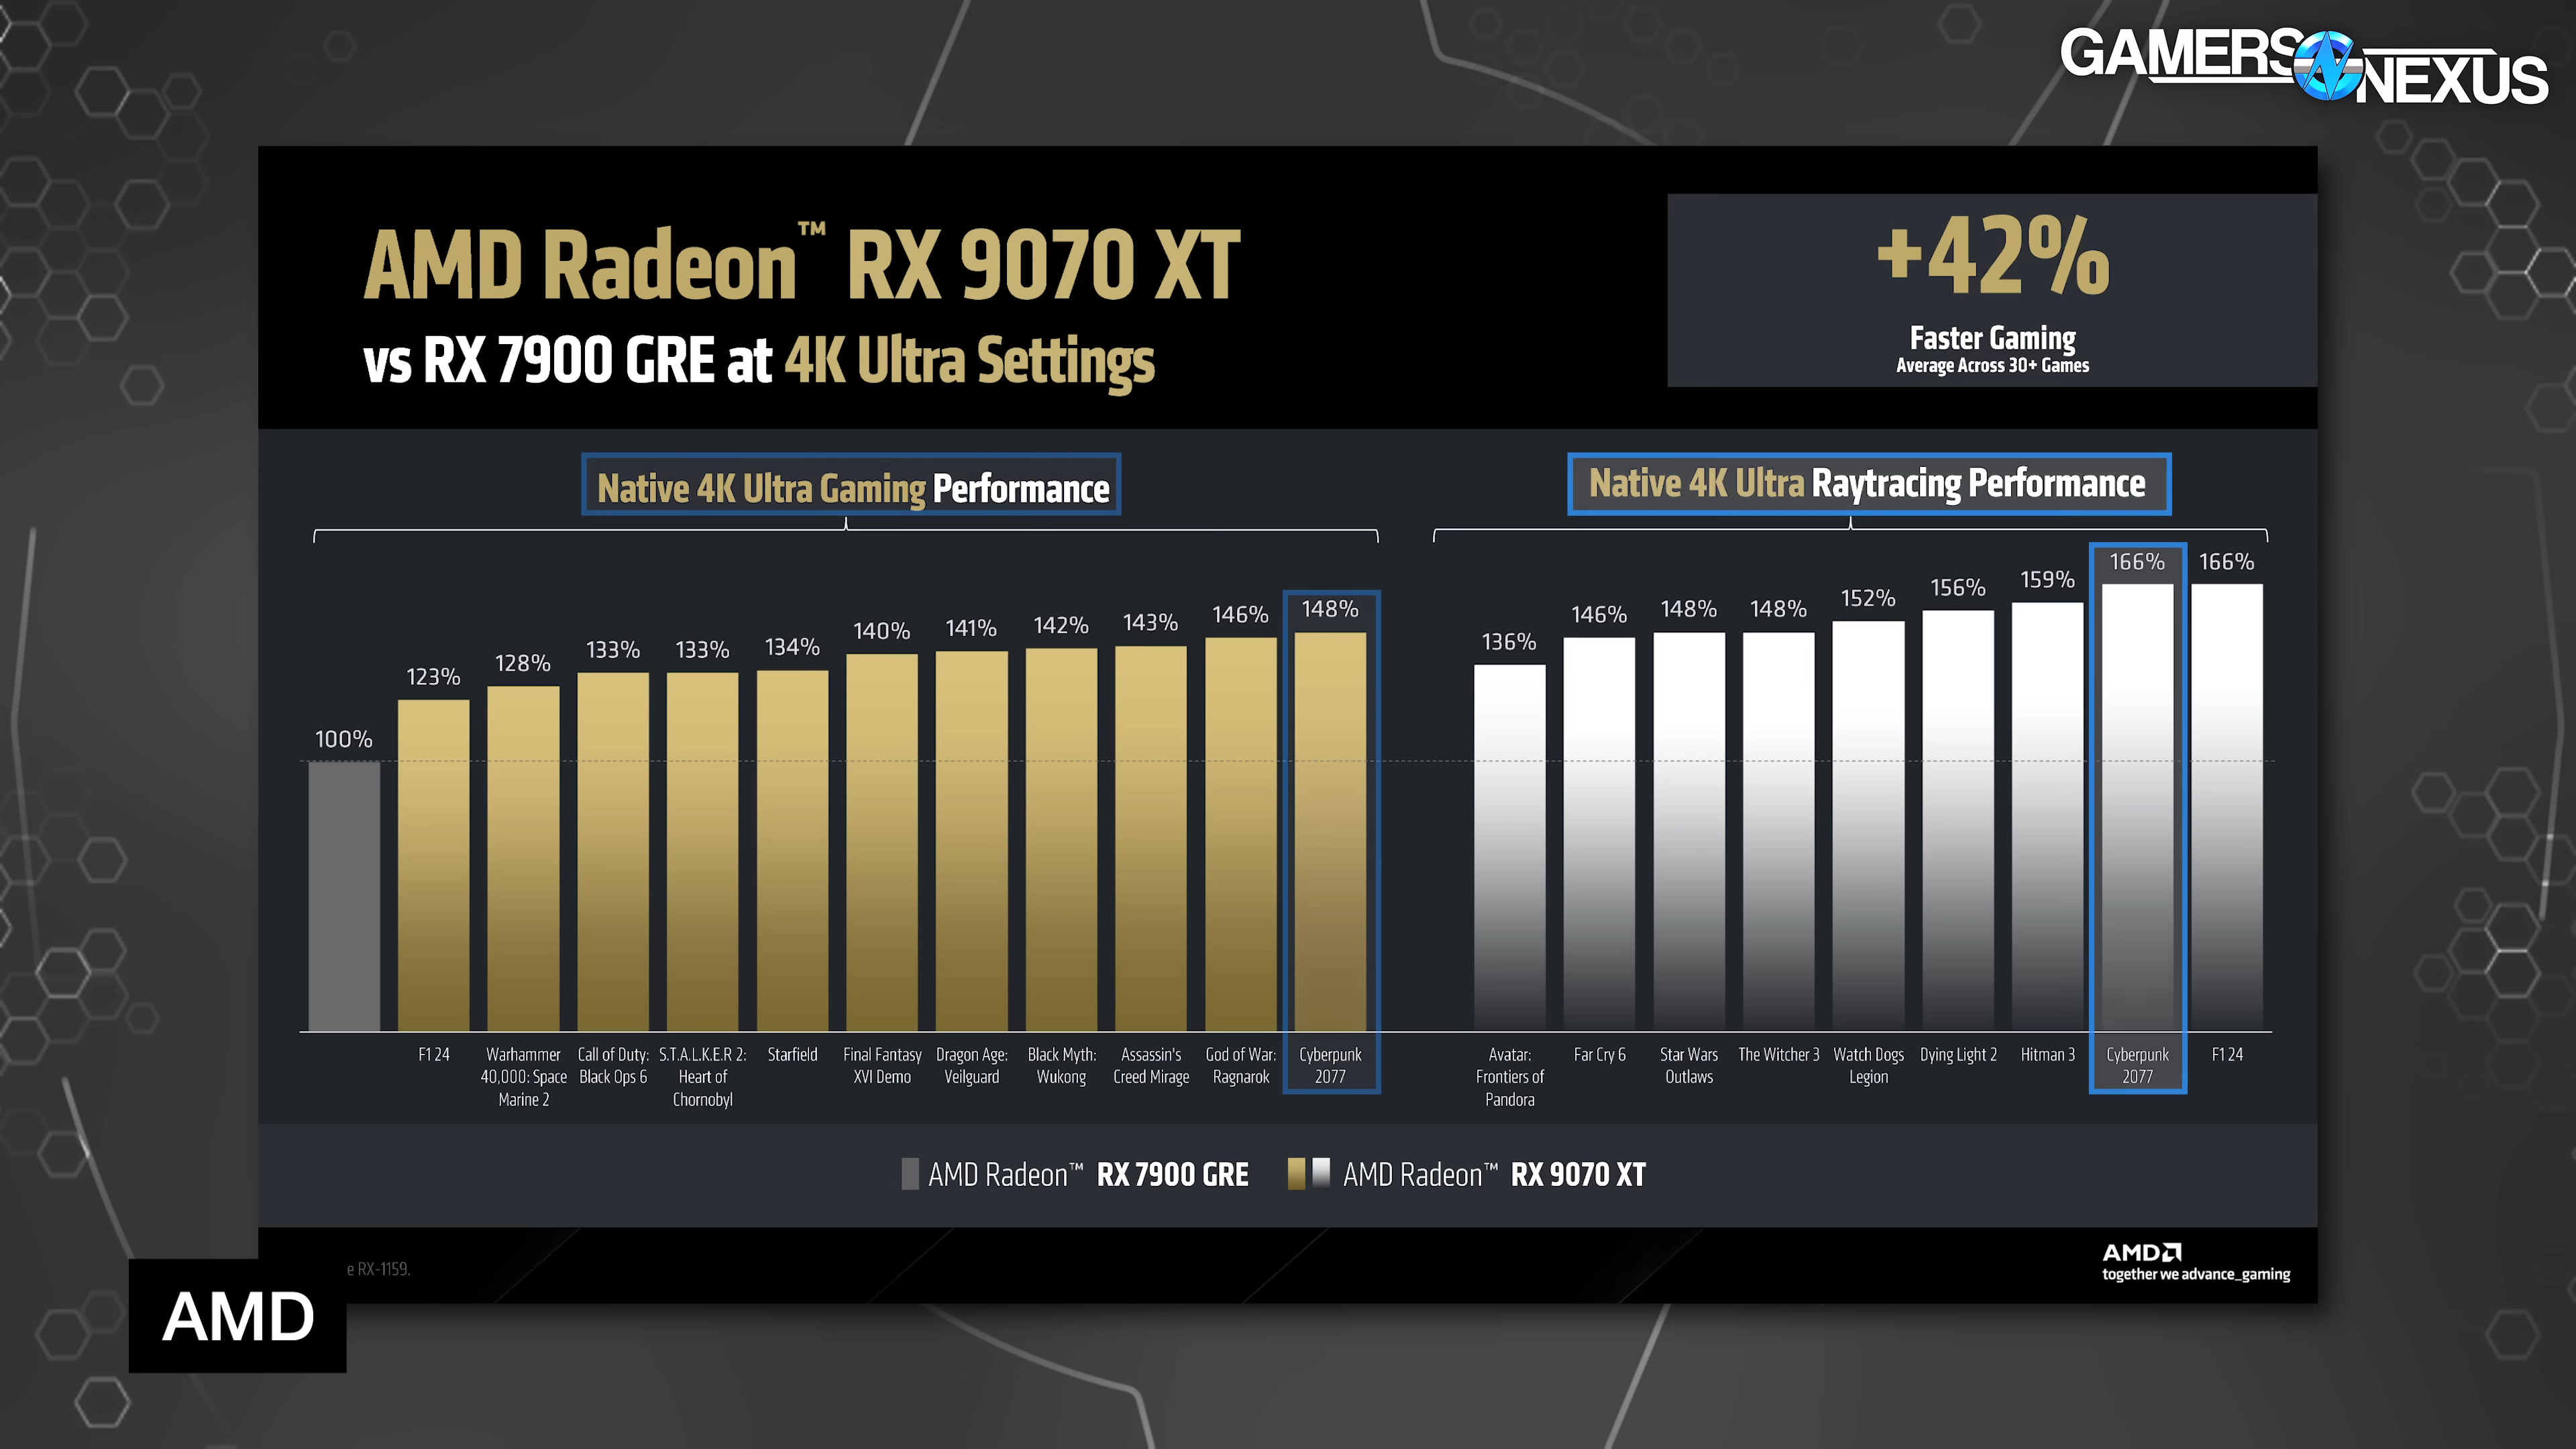 GAMERS NEXUS
AMD Radeon™ RX 9070 XT
vs RX 7900 GRE at 4K Ultra Settings
+42%
Faster Gaming
Average Across 30+ Games
Native 4K Ultra Gaming Performance
Native 4K Ultra Raytracing Performance
100%
123%
128%
133%
133%
134%
140%
141%
142%
143%
146%
148%
136%
146%
148%
148%
152%
156%
159%
166%
166%
F1 24
Warhammer
40,000: Space
Marine 2
Call of Duty:
Black Ops 6
S.T.A.L.K.E.R 2:
Heart of
Chornobyl
Starfield
Final Fantasy
XVI Demo
Dragon Age:
Veilguard
Black Myth:
Wukong
Assassin's
Creed Mirage
God of War:
Ragnarok
Cyberpunk
2077
Avatar:
Frontiers of
Pandora
Far Cry 6
Star Wars
Outlaws
The Witcher 3
Watch Dogs
Legion
Dying Light 2
Hitman 3
Cyberpunk
2077
F1 24
AMD Radeon™ RX 7900 GRE
AMD Radeon™ RX 9070 XT
e RX-1159.
AMD
together we advance_gaming
AMD